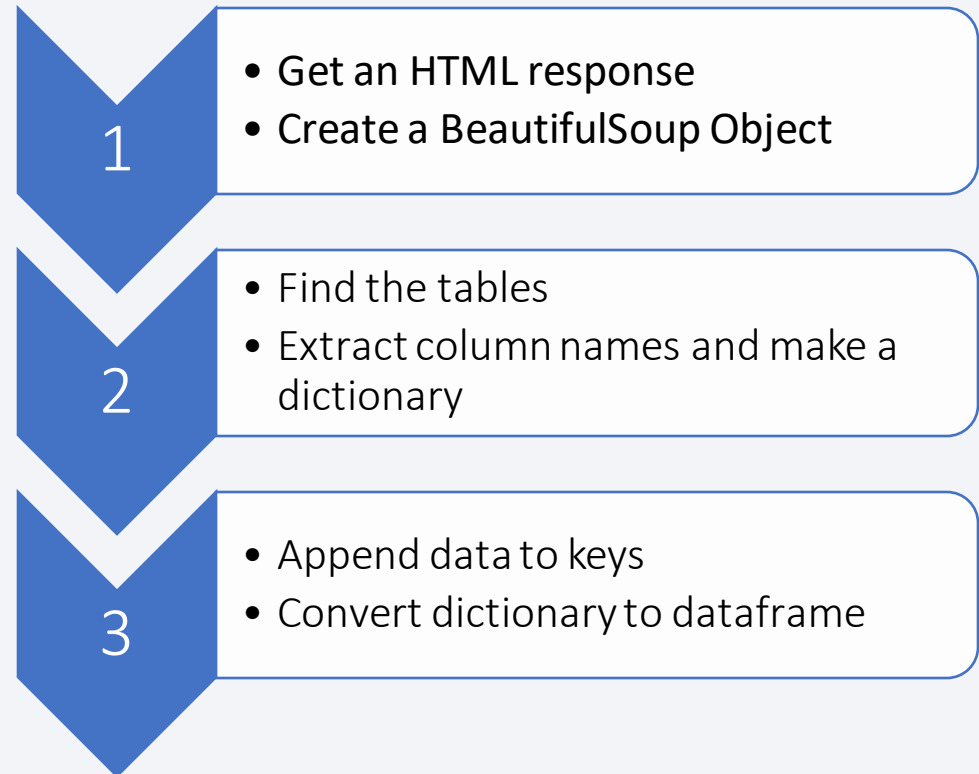 1
• Get an HTML response
• Create a BeautifulSoup Object
2
• Find the tables
• Extract column names and make a
dictionary
3
• Append data to keys
• Convert dictionary to dataframe